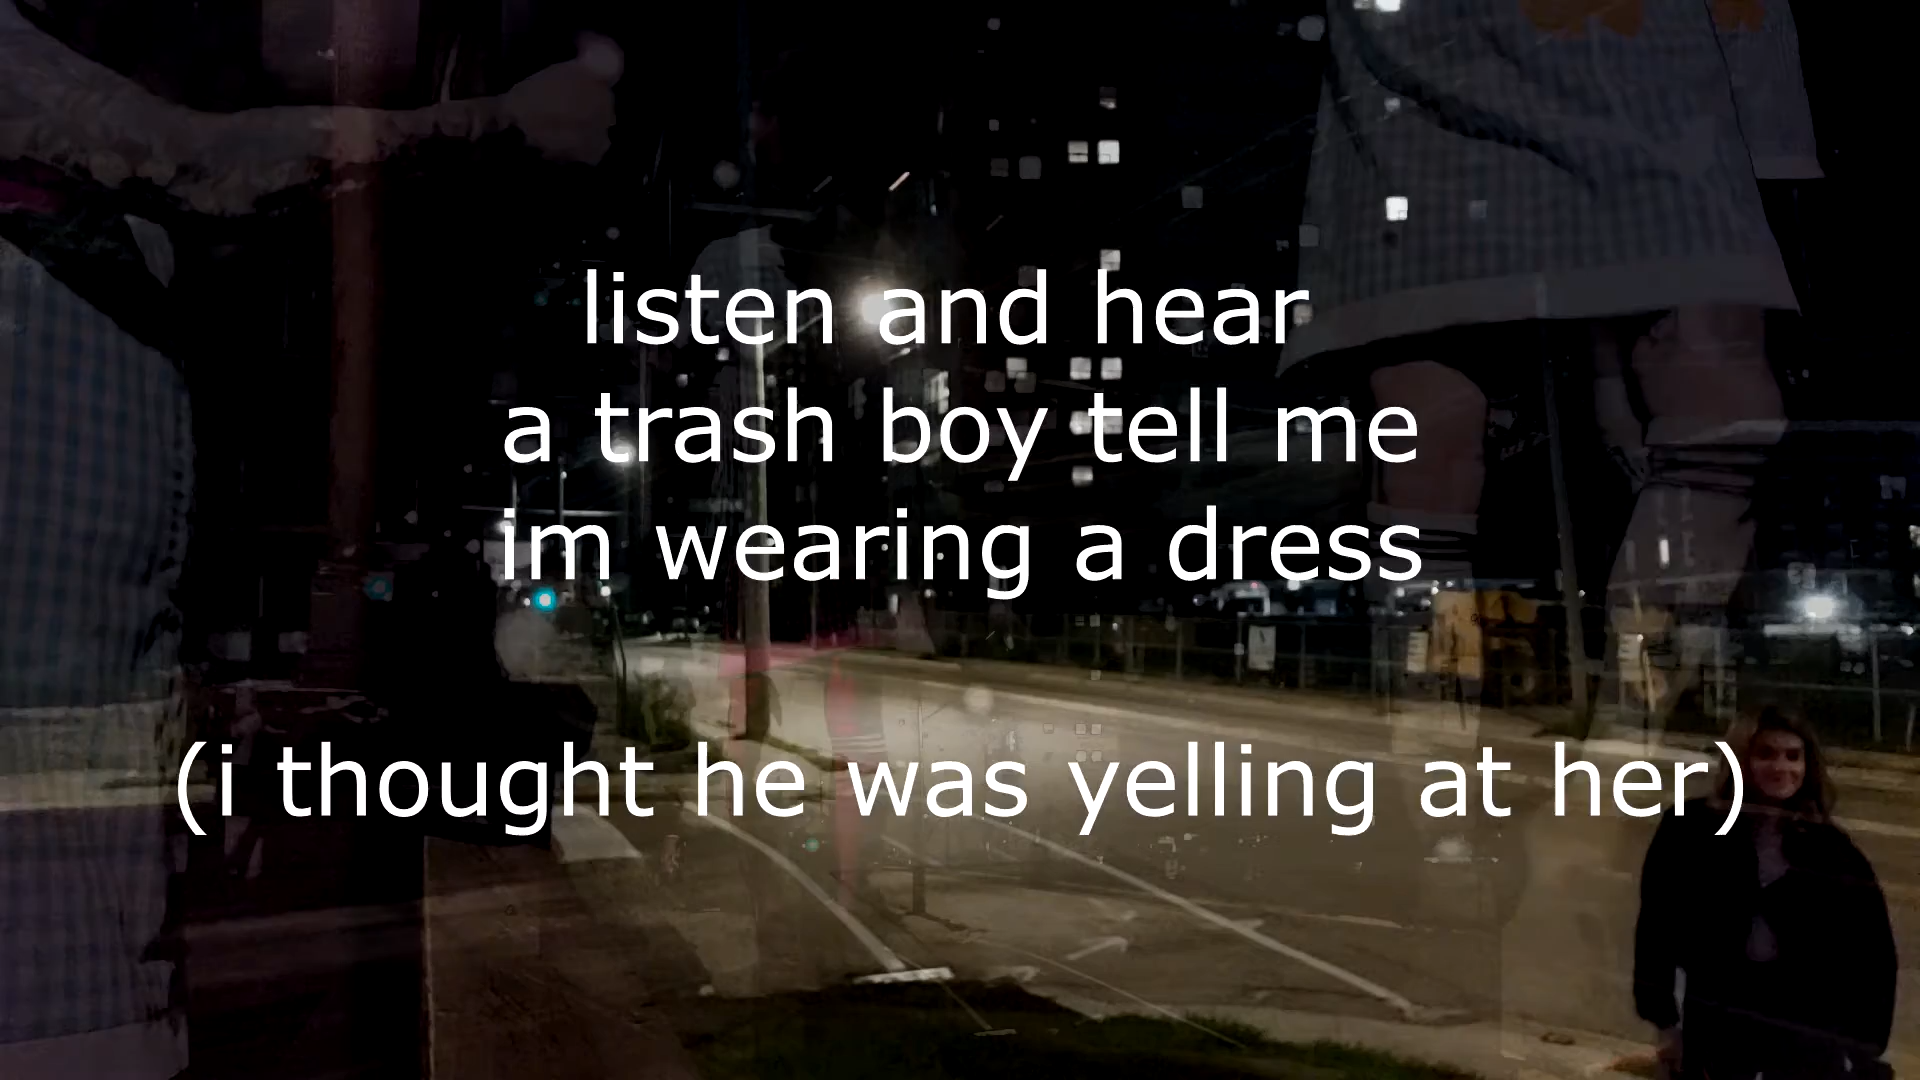 listen and hear
a trash boy tell me
im wearing a dress
(i thought he was yelling at her)